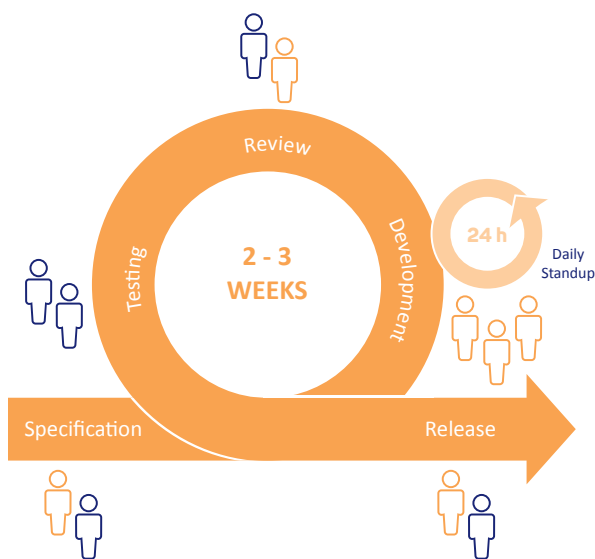 Review
Testing
Development
2 - 3
WEEKS
24 h
Daily
Standup
Specification
Release